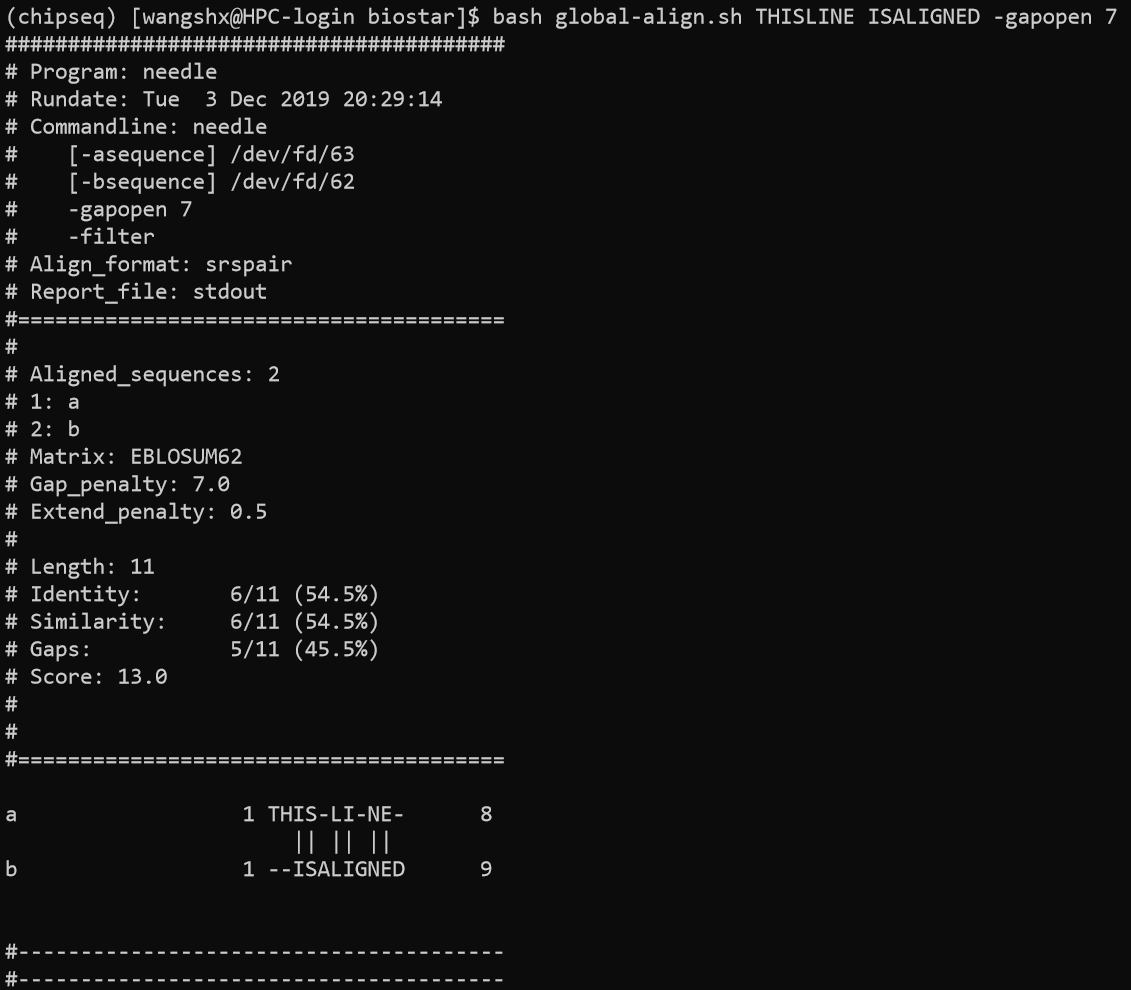 (chipseq) [wangshx@HPC-login biostar]$ bash global-align.sh THISLINE ISALIGNED -gapopen 7
########################################
# Program: needle
# Rundate: Tue  3 Dec 2019 20:29:14
# Commandline: needle
#    [-asequence] /dev/fd/63
#    [-bsequence] /dev/fd/62
#    -gapopen 7
#    -filter
# Align_format: srspair
# Report_file: stdout
#=======================================
#
# Aligned_sequences: 2
# 1: a
# 2: b
# Matrix: EBLOSUM62
# Gap_penalty: 7.0
# Extend_penalty: 0.5
#
# Length: 11
# Identity:       6/11 (54.5%)
# Similarity:     6/11 (54.5%)
# Gaps:           5/11 (45.5%)
# Score: 13.0
#
#
#=======================================
a                  1 THIS-LI-NE-      8
                       || || ||
b                  1 --ISALIGNED      9
#---------------------------------------
#---------------------------------------